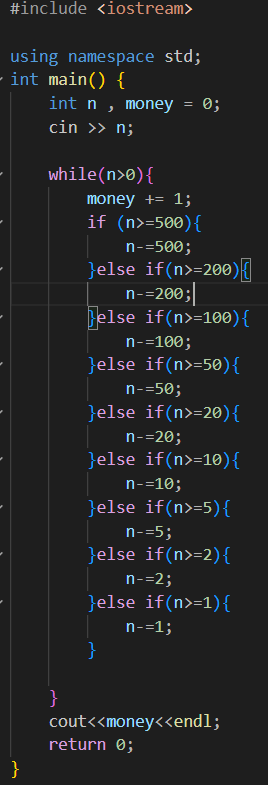 #include <iostream>
using namespace std;
int main() {
    int n , money = 0;
    cin >> n;
    while(n>0){
        money += 1;
        if (n>=500){
            n-=500;
        }else if(n>=200){
            n-=200;
        }else if(n>=100){
            n-=100;
        }else if(n>=50){
            n-=50;
        }else if(n>=20){
            n-=20;
        }else if(n>=10){
            n-=10;
        }else if(n>=5){
            n-=5;
        }else if(n>=2){
            n-=2;
        }else if(n>=1){
            n-=1;
        }
    }
    cout<<money<<endl;
    return 0;
}